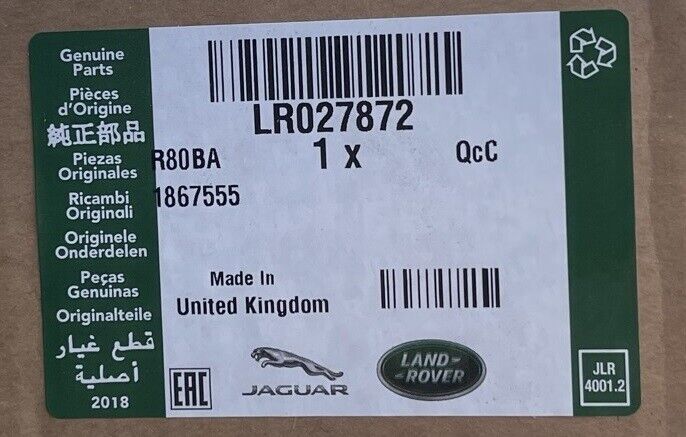 Genuine
Parts
Pièces
d'Origine
純正部品
Piezas
Originales
Ricambi
Originali
Originele
Onderdelen
Peças
Genuinas
Originalteile
قطع غيار
أصلية
2018
LR027872
R80BA 1 x QcC
1867555
Made In
United Kingdom
EAC
JAGUAR
LAND-
-ROVER
JLR
4001.2